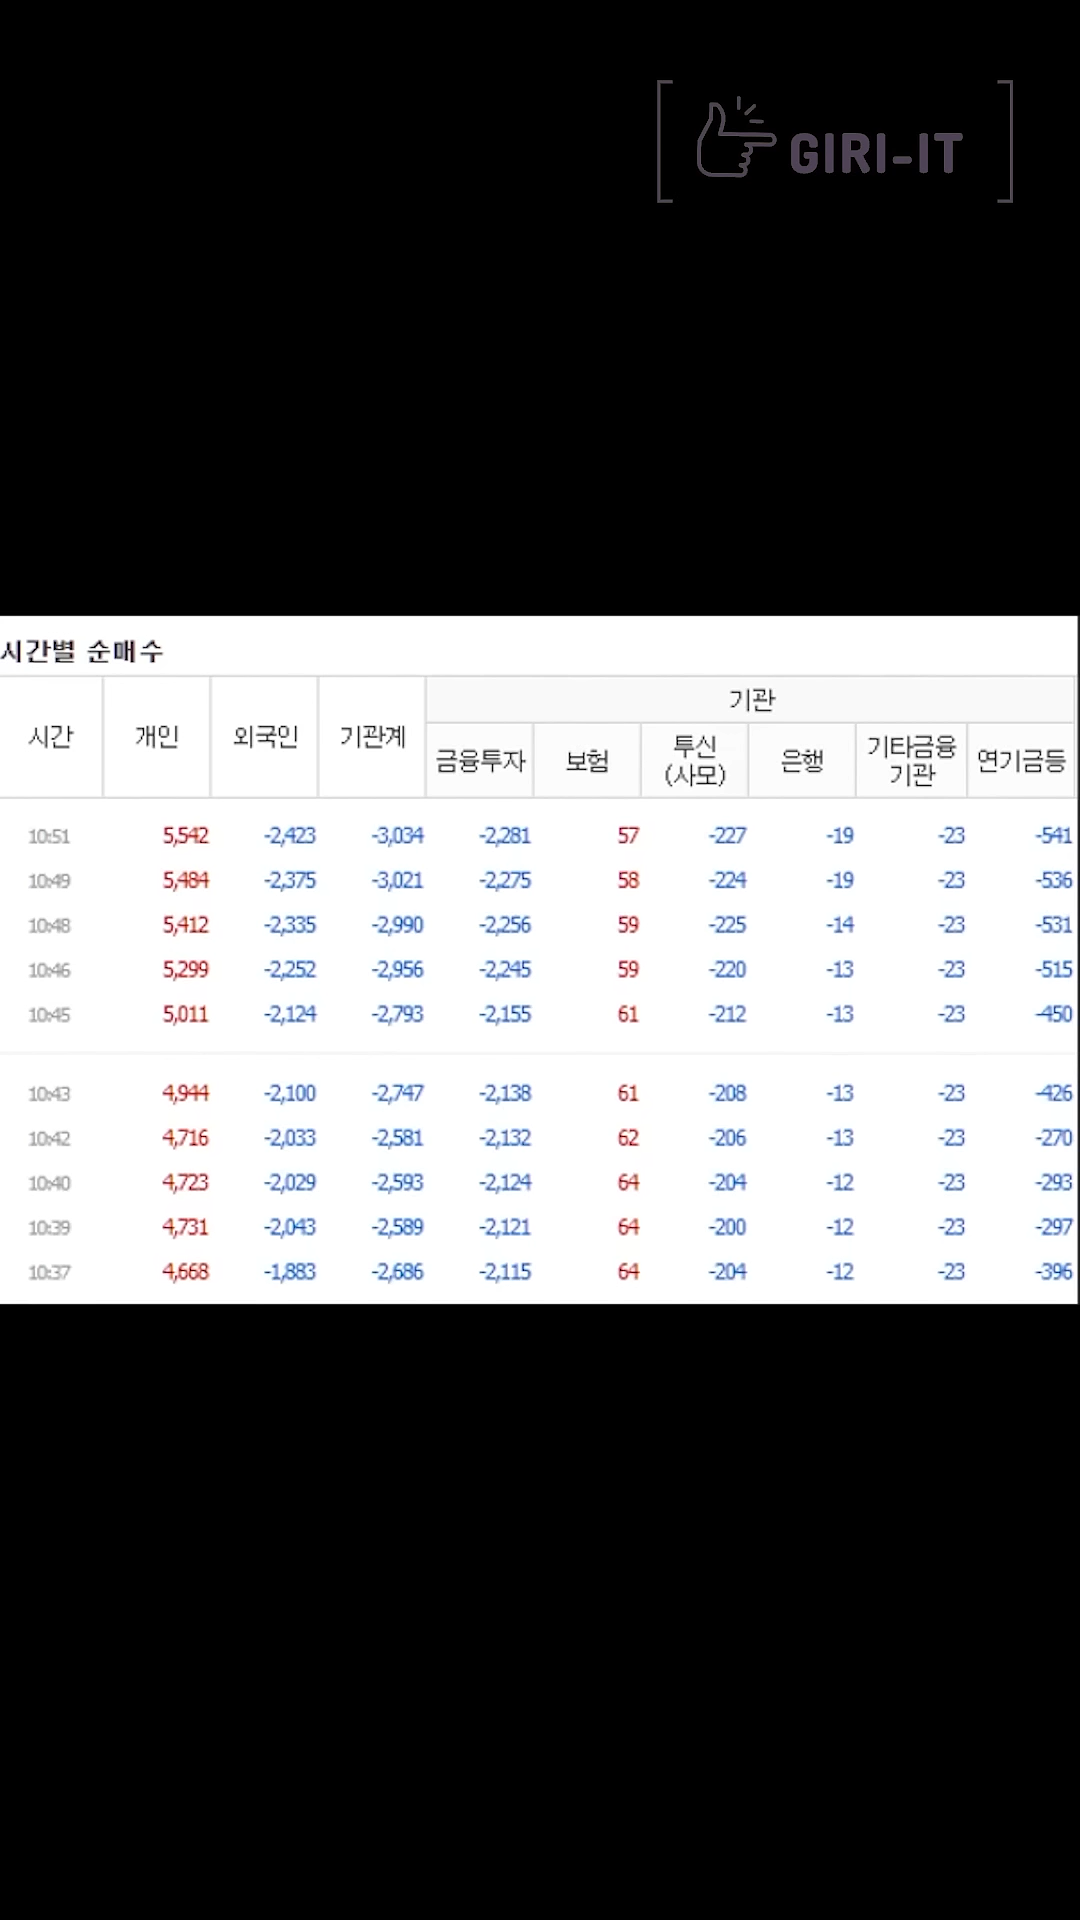 GIRI-IT
시간별 순매수
시간 개인 외국인 기관계 기관
금융투자 보험 투신(사모) 은행 기타금융기관 연기금등
10:51 5,542 -2,423 -3,034 -2,281 57 -227 -19 -23 -541
10:49 5,484 -2,375 -3,021 -2,275 58 -224 -19 -23 -536
10:48 5,412 -2,335 -2,990 -2,256 59 -225 -14 -23 -531
10:46 5,299 -2,252 -2,956 -2,245 59 -220 -13 -23 -515
10:45 5,011 -2,124 -2,793 -2,155 61 -212 -13 -23 -450
10:43 4,944 -2,100 -2,747 -2,138 61 -208 -13 -23 -426
10:42 4,716 -2,033 -2,581 -2,132 62 -206 -13 -23 -270
10:40 4,723 -2,029 -2,593 -2,124 64 -204 -12 -23 -293
10:39 4,731 -2,043 -2,589 -2,121 64 -200 -12 -23 -297
10:37 4,668 -1,883 -2,686 -2,115 64 -204 -12 -23 -396